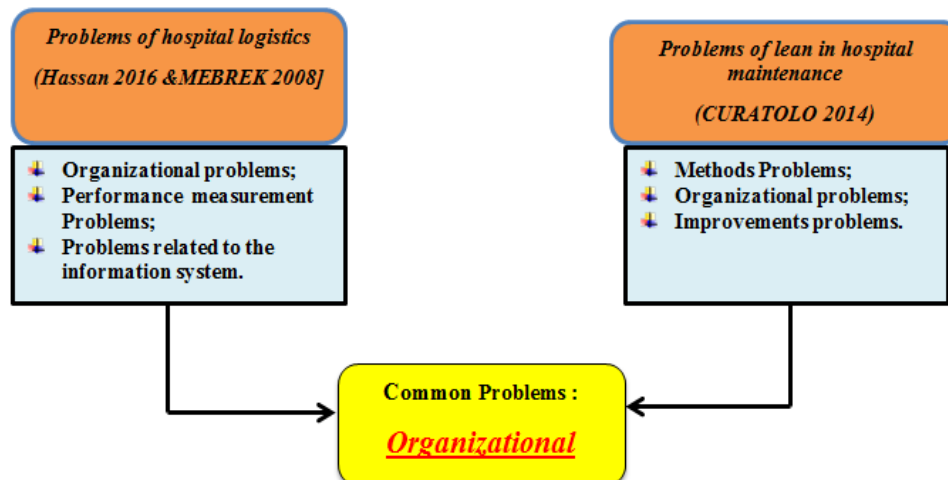 Problems of hospital logistics
(Hassan 2016 &MEBREK 2008]
Organizational problems;
Performance measurement
Problems;
Problems related to the
information system.
Problems of lean in hospital
maintenance
(CURATOLO 2014)
Methods Problems;
Organizational problems;
Improvements problems.
Common Problems :
Organizational